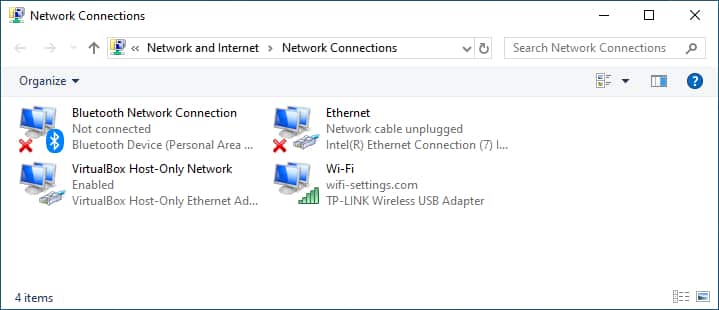 Network Connections
« Network and Internet > Network Connections
Search Network Connections
Organize
?
Bluetooth Network Connection
Not connected
Bluetooth Device (Personal Area ...
Ethernet
Network cable unplugged
Intel(R) Ethernet Connection (7) I...
VirtualBox Host-Only Network
Enabled
VirtualBox Host-Only Ethernet Ad...
Wi-Fi
wifi-settings.com
TP-LINK Wireless USB Adapter
4 items